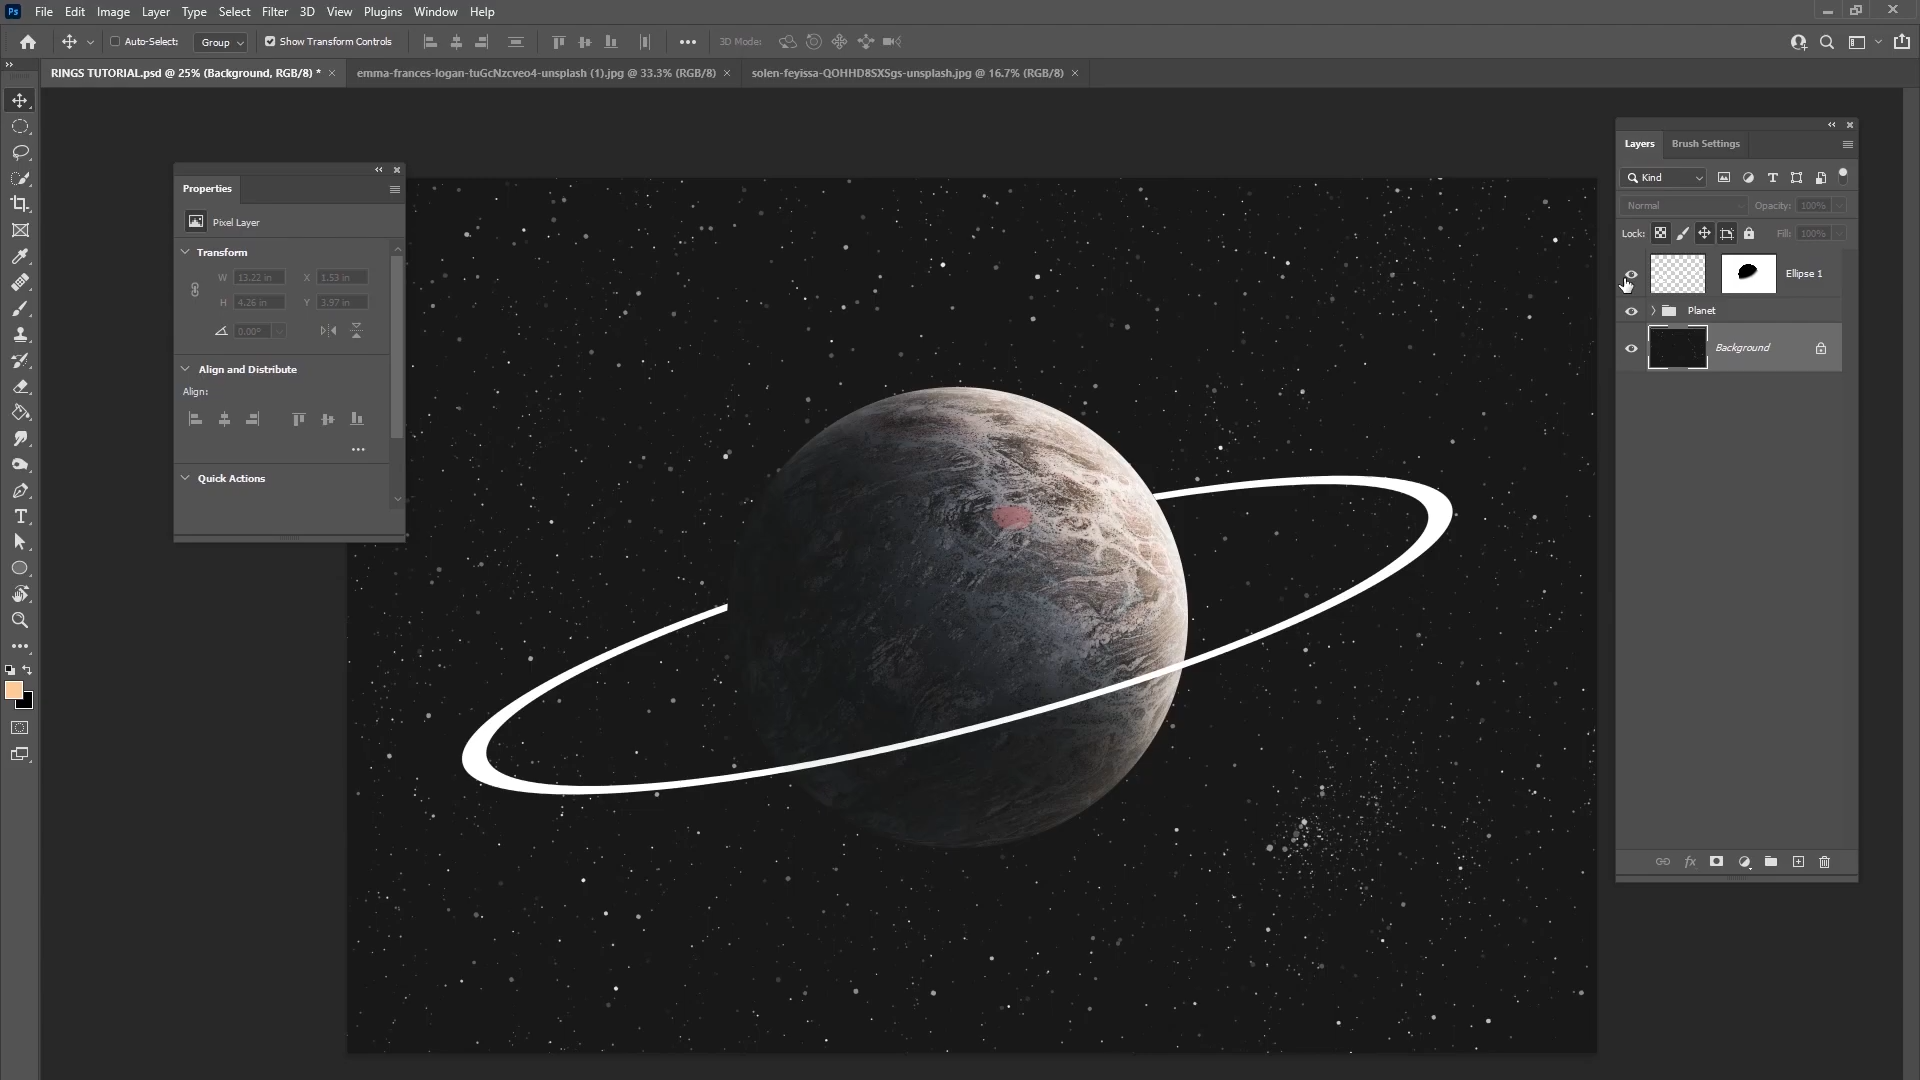 Ps File Edit Image Layer Type Select Filter 3D View Plugins Window Help
Auto-Select: Group Show Transform Controls 3D Mode:
RINGS TUTORIAL.psd @ 25% (Background, RGB/8) * emma-frances-logan-tuGcNzcveo4-unsplash (1).jpg @ 33.3% (RGB/8) solen-feyissa-QOHHD8SXSgs-unsplash.jpg @ 16.7% (RGB/8)
Properties
Pixel Layer
Transform
W 13.22 in X 1.53 in
H 4.26 in Y 3.97 in
0.00°
Align and Distribute
Align:
Quick Actions
Layers Brush Settings
Kind
Normal Opacity: 100%
Lock: Fill: 100%
Ellipse 1
Planet
Background